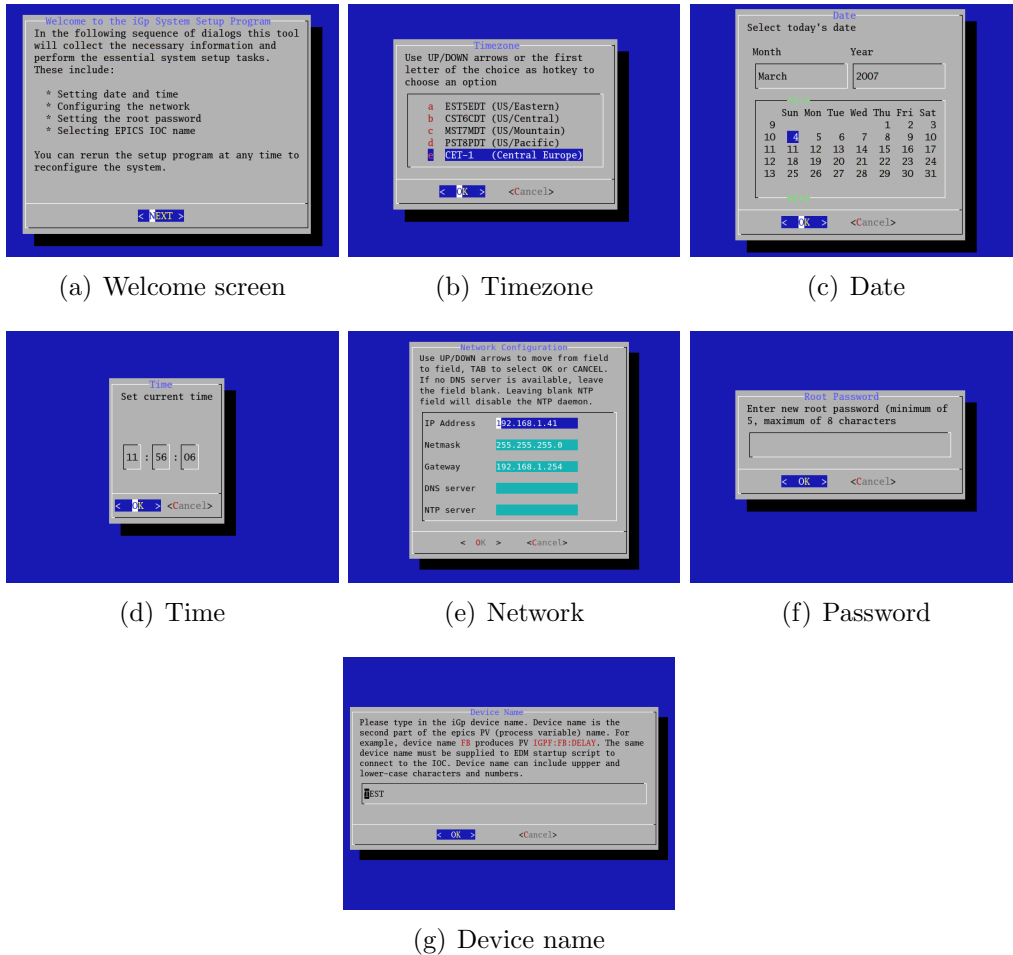 Welcome to the iGp System Setup Program
In the following sequence of dialogs this tool
will collect the necessary information and
perform the essential system setup tasks.
These include:
* Setting date and time
* Configuring the network
* Setting the root password
* Selecting EPICS IOC name
You can rerun the setup program at any time to
reconfigure the system.
< NEXT >
(a) Welcome screen
Timezone
Use UP/DOWN arrows or the first
letter of the choice as hotkey to
choose an option
a EST5EDT (US/Eastern)
b CST6CDT (US/Central)
c MST7MDT (US/Mountain)
d PST8PDT (US/Pacific)
e CET-1 (Central Europe)
< OK > <Cancel>
(b) Timezone
Date
Select today's date
Month Year
March 2007
Sun Mon Tue Wed Thu Fri Sat
9 1 2 3
10 4 5 6 7 8 9 10
11 11 12 13 14 15 16 17
12 18 19 20 21 22 23 24
13 25 26 27 28 29 30 31
< OK > <Cancel>
(c) Date
Time
Set current time
11 : 56 : 06
< OK > <Cancel>
(d) Time
Network Configuration
Use UP/DOWN arrows to move from field
to field, TAB to select OK or CANCEL.
If no DNS server is available, leave
the field blank. Leaving blank NTP
field will disable the NTP daemon.
IP Address 192.168.1.41
Netmask 255.255.255.0
Gateway 192.168.1.254
DNS server
NTP server
< OK > <Cancel>
(e) Network
Root Password
Enter new root password (minimum of
5, maximum of 8 characters
< OK > <Cancel>
(f) Password
Device Name
Please type in the iGp device name. Device name is the
second part of the epics PV (process variable) name. For
example, device name FB produces PV IGPF:FB:DELAY. The same
device name must be supplied to EDM startup script to
connect to the IOC. Device name can include uppper and
lower-case characters and numbers.
TEST
< OK > <Cancel>
(g) Device name